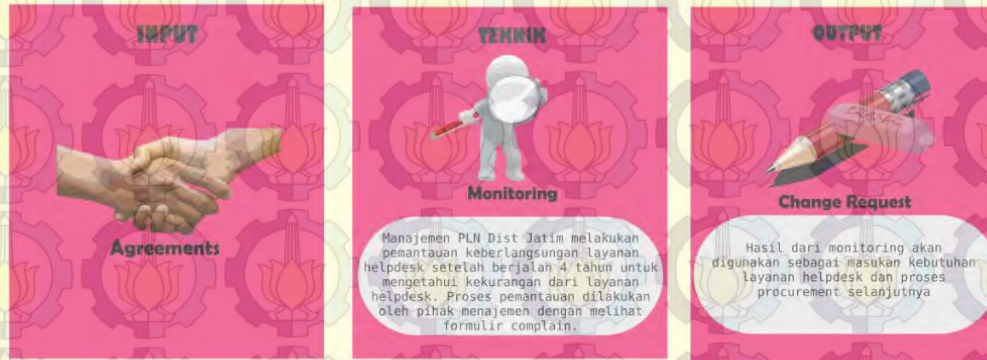 INPUT
Agreements
TEKNIK
Monitoring
Manajemen PLN Dist Jatim melakukan
pemantauan keberlangsungan layanan
helpdesk setelah berjalan 4 tahun untuk
mengetahui kekurangan dari layanan
helpdesk. Proses pemantauan dilakukan
oleh pihak menajemen dengan melihat
formulir complain.
OUTPUT
Change Request
Hasil dari monitoring akan
digunakan sebagai masukan kebutuhan
layanan helpdesk dan proses
procurement selanjutnya